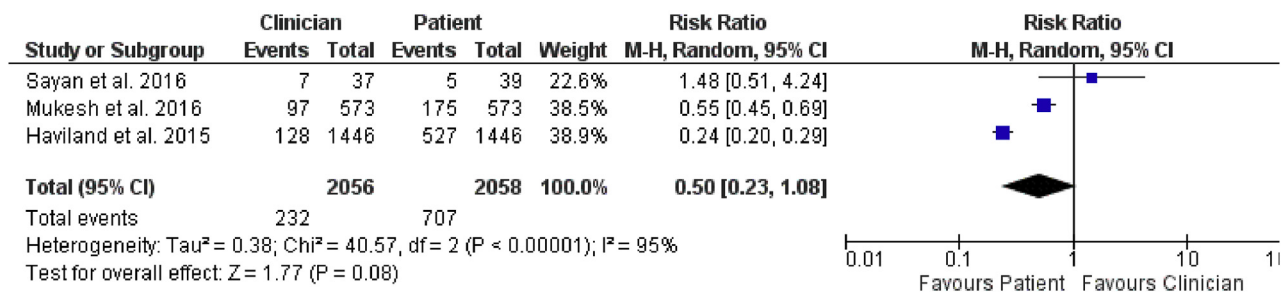 Clinician Patient Risk Ratio Risk Ratio
Study or Subgroup Events Total Events Total Weight M-H, Random, 95% CI M-H, Random, 95% CI
Sayan et al. 2016 7 37 5 39 22.6% 1.48 [0.51, 4.24]
Mukesh et al. 2016 97 573 175 573 38.5% 0.55 [0.45, 0.69]
Haviland et al. 2015 128 1446 527 1446 38.9% 0.24 [0.20, 0.29]
Total (95% CI) 2056 2058 100.0% 0.50 [0.23, 1.08]
Total events 232 707
Heterogeneity: Tau² = 0.38; Chi² = 40.57, df = 2 (P < 0.00001); I² = 95%
Test for overall effect: Z = 1.77 (P = 0.08)
0.01 0.1 1 10
Favours Patient Favours Clinician